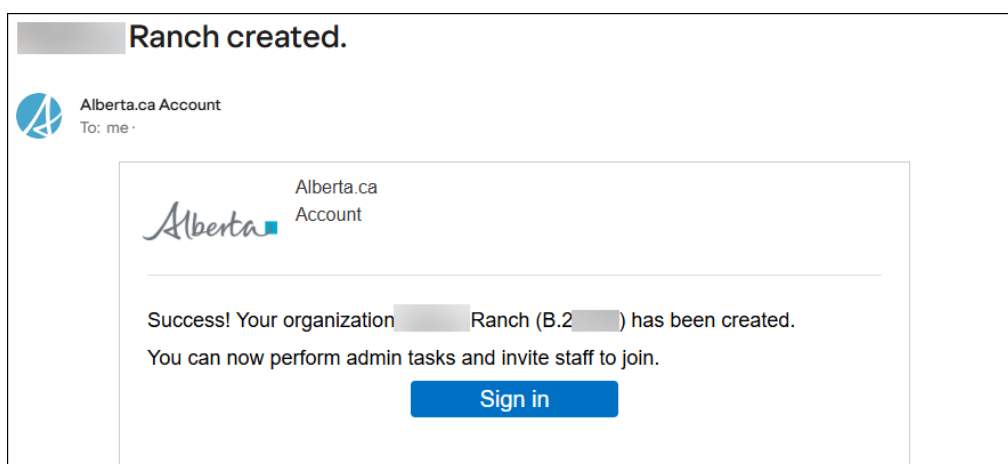 Ranch created.
Alberta.ca Account
To: me ·
Alberta.ca
Account
Alberta
Success! Your organization Ranch (B.2 ) has been created.
You can now perform admin tasks and invite staff to join.
Sign in